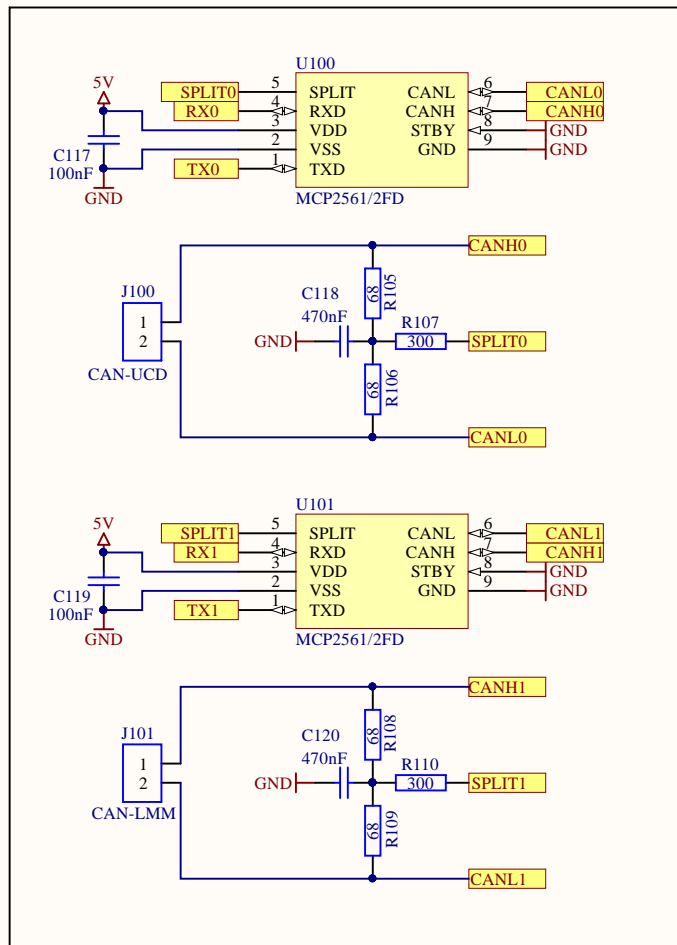 U100
5V
SPLIT0 5 SPLIT CANL 6 CANL0
RX0 4 RXD CANH 7 CANH0
3 VDD STBY 8 GND
C117
100nF
2 VSS GND 9 GND
TX0 1 TXD
GND
MCP2561/2FD
CANH0
J100
C118
470nF
68
R105
1
2
GND
R107
300
SPLIT0
CAN-UCD
68
R106
CANL0
U101
5V
SPLIT1 5 SPLIT CANL 6 CANL1
RX1 4 RXD CANH 7 CANH1
3 VDD STBY 8 GND
C119
100nF
2 VSS GND 9 GND
TX1 1 TXD
GND
MCP2561/2FD
CANH1
J101
C120
470nF
68
R108
1
2
GND
R110
300
SPLIT1
CAN-LMM
68
R109
CANL1